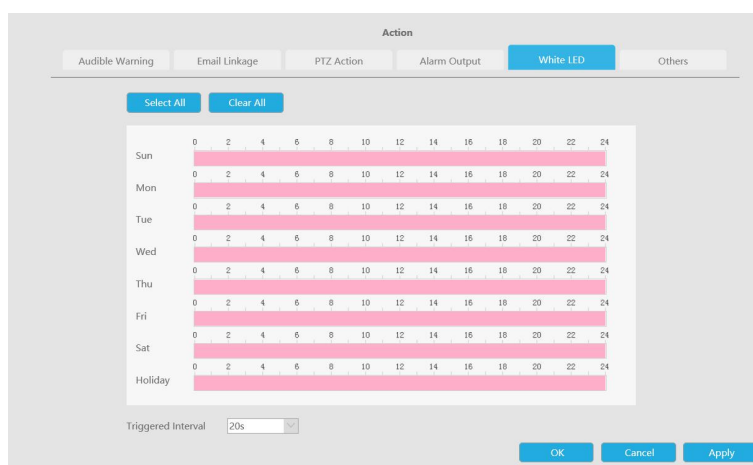 Action
Audible Warning Email Linkage PTZ Action Alarm Output White LED Others
Select All Clear All
0 2 4 6 8 10 12 14 16 18 20 22 24
Sun
0 2 4 6 8 10 12 14 16 18 20 22 24
Mon
0 2 4 6 8 10 12 14 16 18 20 22 24
Tue
0 2 4 6 8 10 12 14 16 18 20 22 24
Wed
0 2 4 6 8 10 12 14 16 18 20 22 24
Thu
0 2 4 6 8 10 12 14 16 18 20 22 24
Fri
0 2 4 6 8 10 12 14 16 18 20 22 24
Sat
0 2 4 6 8 10 12 14 16 18 20 22 24
Holiday
Triggered Interval 20s
OK Cancel Apply